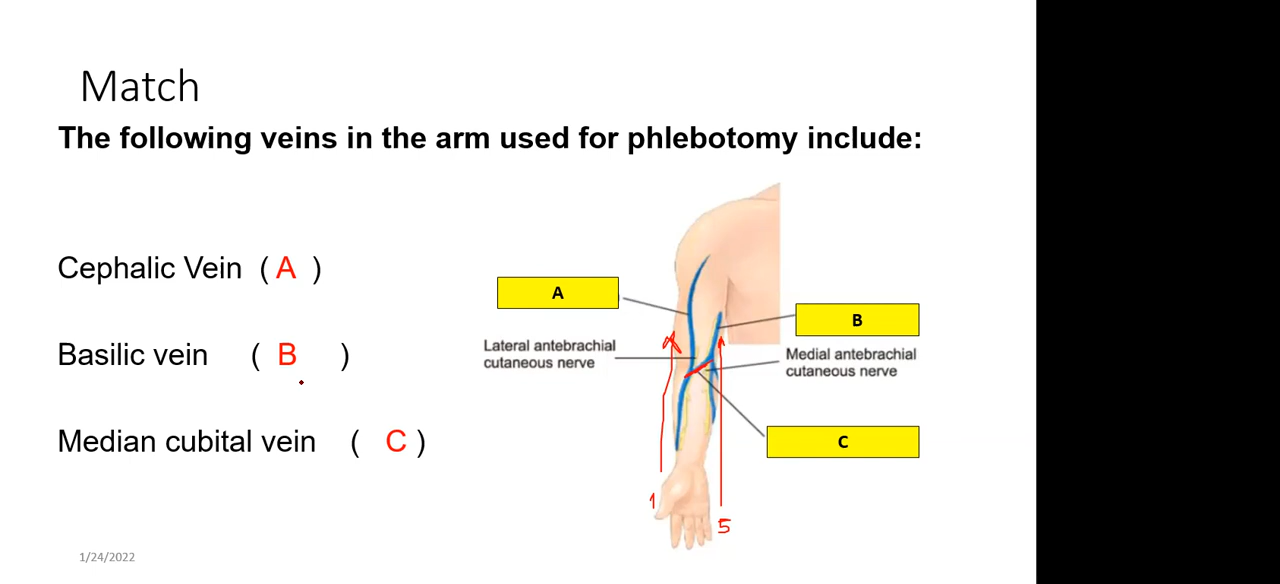 Match
The following veins in the arm used for phlebotomy include:
Cephalic Vein ( A )
A
Basilic vein ( B )
B
Lateral antebrachial
cutaneous nerve
Medial antebrachial
cutaneous nerve
Median cubital vein ( C )
C
1
5
1/24/2022